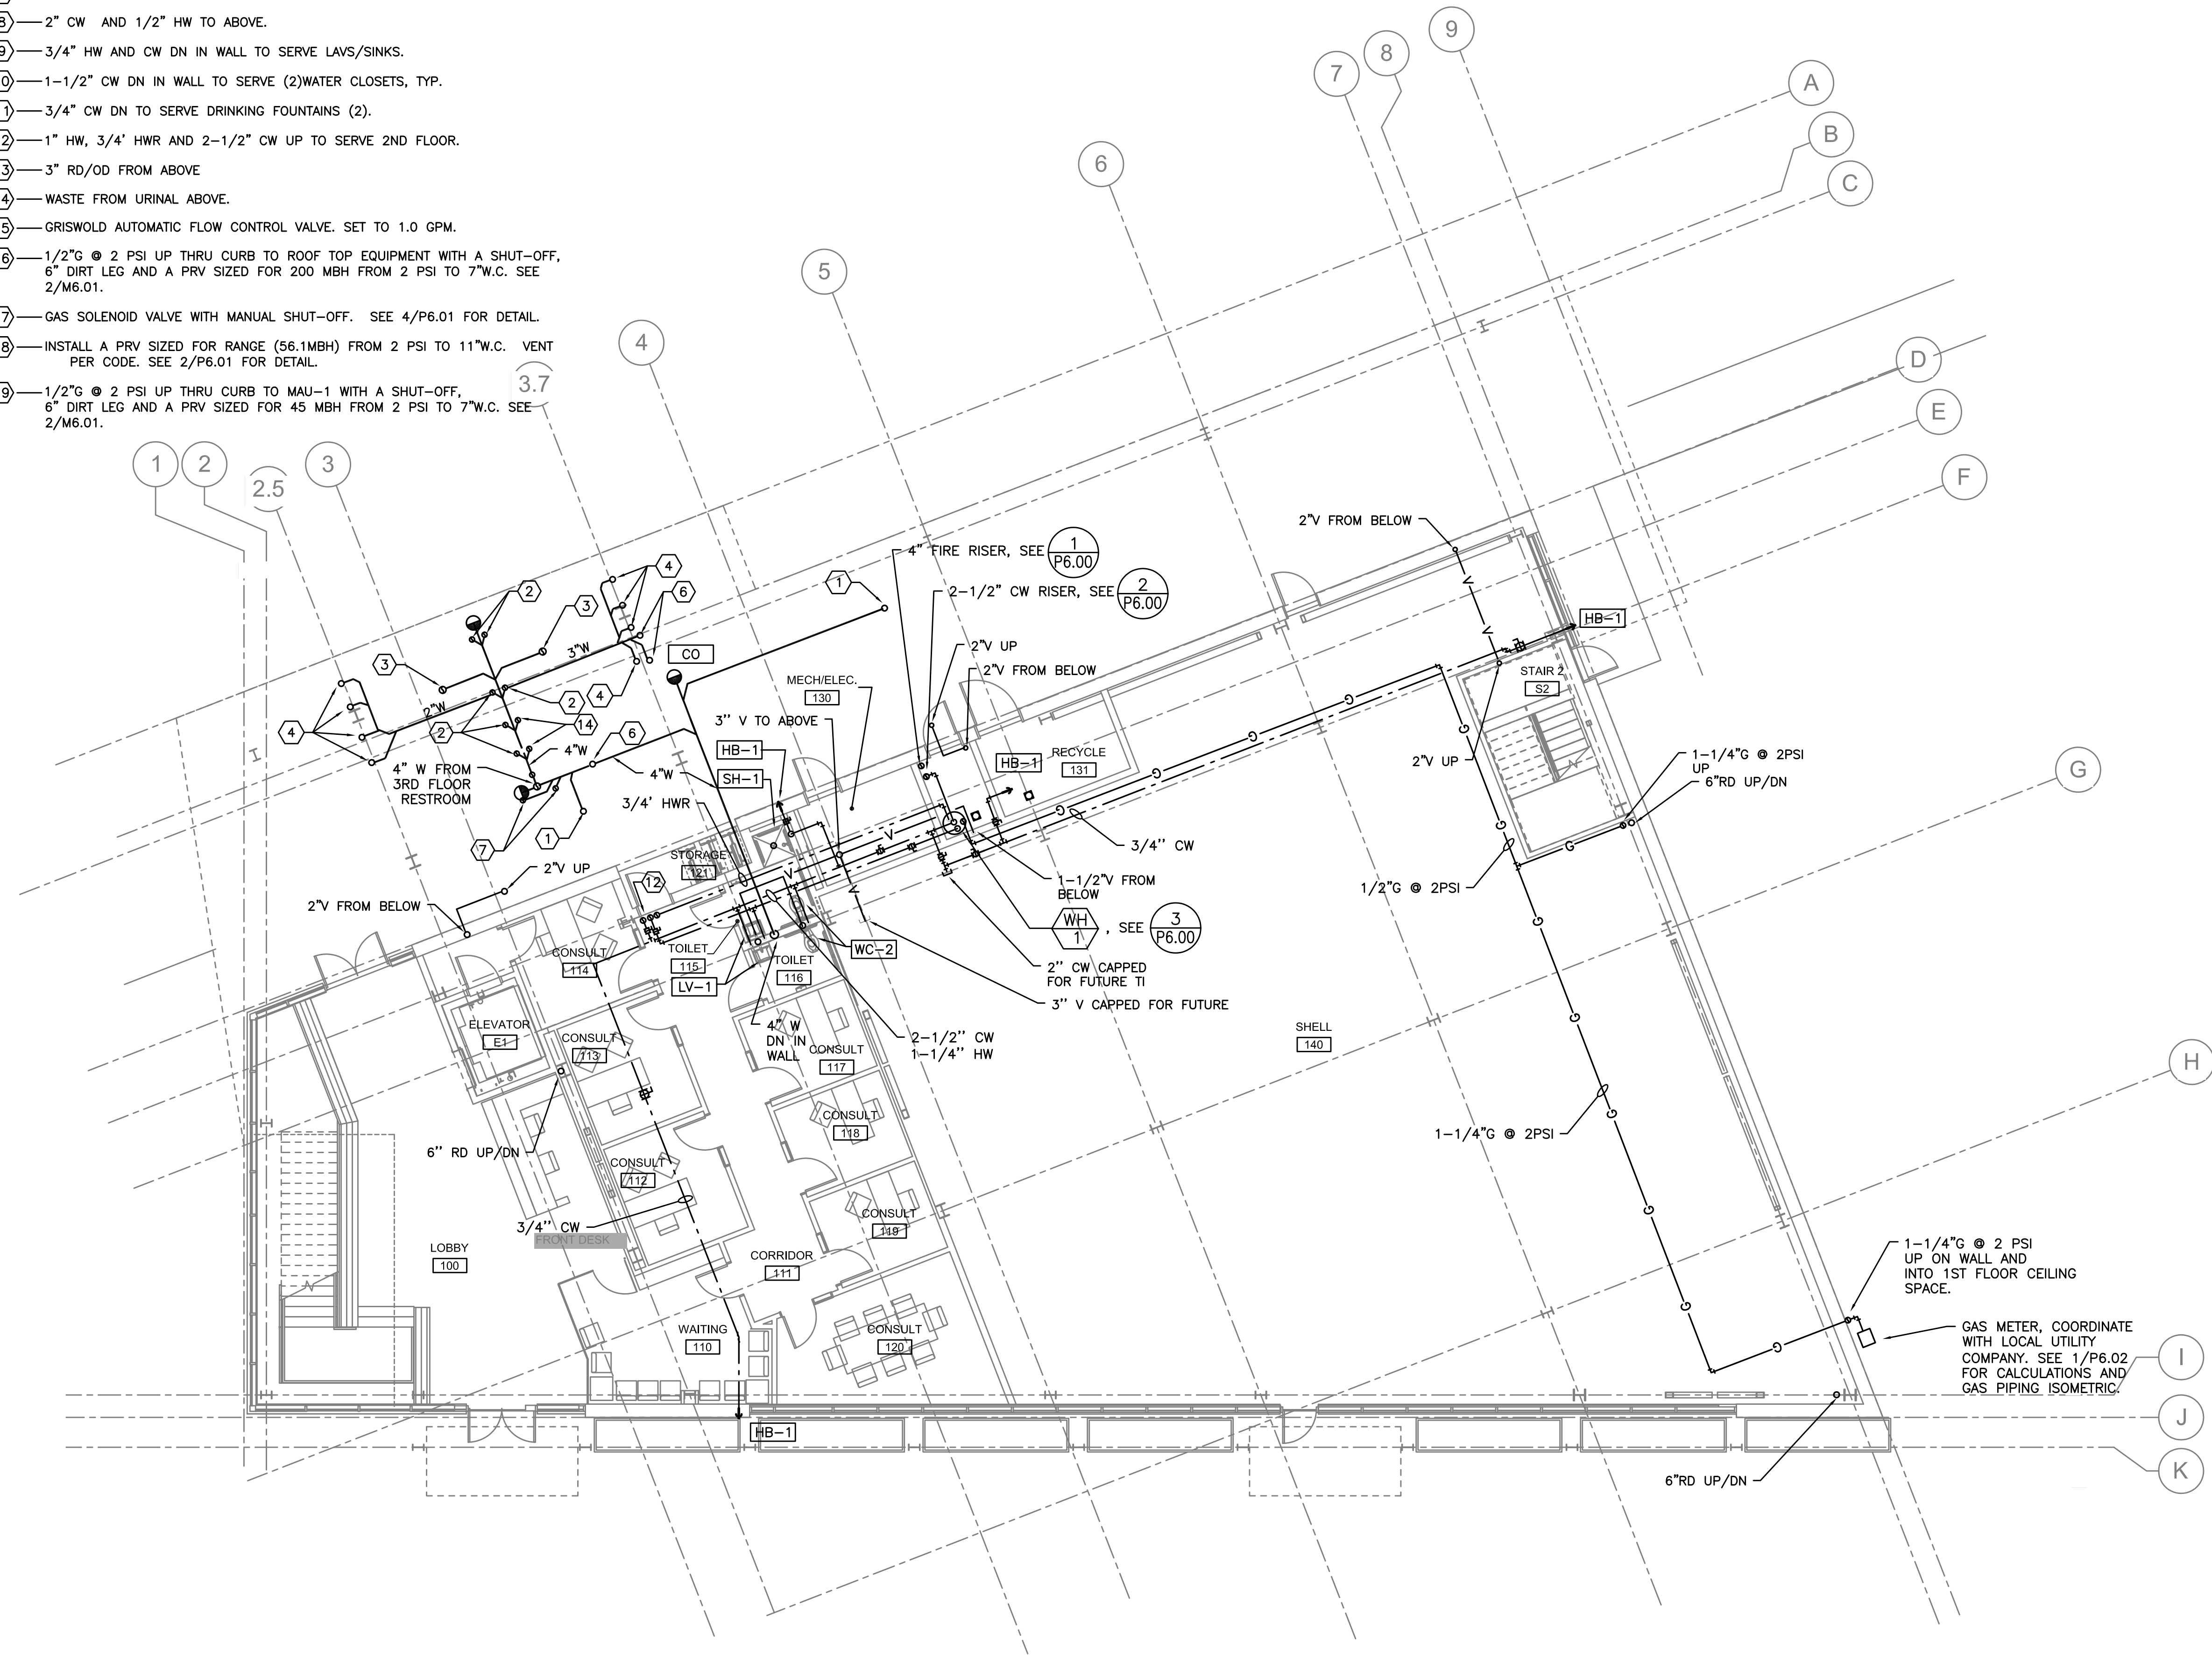 8 2" CW AND 1/2" HW TO ABOVE.
9 3/4" HW AND CW DN IN WALL TO SERVE LAVS/SINKS.
0 1-1/2" CW DN IN WALL TO SERVE (2)WATER CLOSETS, TYP.
1 3/4" CW DN TO SERVE DRINKING FOUNTAINS (2).
2 1" HW, 3/4' HWR AND 2-1/2" CW UP TO SERVE 2ND FLOOR.
3 3" RD/OD FROM ABOVE
4 WASTE FROM URINAL ABOVE.
5 GRISWOLD AUTOMATIC FLOW CONTROL VALVE. SET TO 1.0 GPM.
6 1/2"G @ 2 PSI UP THRU CURB TO ROOF TOP EQUIPMENT WITH A SHUT-OFF,
6" DIRT LEG AND A PRV SIZED FOR 200 MBH FROM 2 PSI TO 7"W.C. SEE
2/M6.01.
7 GAS SOLENOID VALVE WITH MANUAL SHUT-OFF. SEE 4/P6.01 FOR DETAIL.
8 INSTALL A PRV SIZED FOR RANGE (56.1MBH) FROM 2 PSI TO 11"W.C. VENT
PER CODE. SEE 2/P6.01 FOR DETAIL.
9 1/2"G @ 2 PSI UP THRU CURB TO MAU-1 WITH A SHUT-OFF,
6" DIRT LEG AND A PRV SIZED FOR 45 MBH FROM 2 PSI TO 7"W.C. SEE
2/M6.01.
1
2
2.5
3
3.7
4
5
6
7
8
9
A
B
C
D
E
F
G
H
I
J
K
2"V FROM BELOW
4" FIRE RISER, SEE
1
P6.00
2-1/2" CW RISER, SEE
2
P6.00
2"V UP
2"V FROM BELOW
HB-1
STAIR 2
S2
2
3
4
6
1
3"W
CO
3
2"W
2
4
14
4
2
4"W
6
MECH/ELEC.
130
3'' V TO ABOVE
HB-1
SH-1
4"W
3/4' HWR
4" W FROM
3RD FLOOR
RESTROOM
7
1
HB-1
RECYCLE
131
V
V
V
V
G
G
G
G
G
G
G
G
G
G
G
G
G
G
2"V UP
1-1/4"G @ 2PSI
UP
6"RD UP/DN
3/4'' CW
1/2"G @ 2PSI
1-1/2"V FROM
BELOW
WH
1
, SEE
3
P6.00
2'' CW CAPPED
FOR FUTURE TI
3'' V CAPPED FOR FUTURE
STORAGE
121
12
2"V UP
2"V FROM BELOW
CONSULT
114
TOILET
115
LV-1
TOILET
116
WC-2
4" W
DN IN
WALL
2-1/2'' CW
1-1/4'' HW
ELEVATOR
E1
CONSULT
113
CONSULT
117
SHELL
140
CONSULT
118
1-1/4"G @ 2PSI
6'' RD UP/DN
CONSULT
112
3/4'' CW
FRONT DESK
CONSULT
119
LOBBY
100
CORRIDOR
111
1-1/4"G @ 2 PSI
UP ON WALL AND
INTO 1ST FLOOR CEILING
SPACE.
WAITING
110
CONSULT
120
GAS METER, COORDINATE
WITH LOCAL UTILITY
COMPANY. SEE 1/P6.02
FOR CALCULATIONS AND
GAS PIPING ISOMETRIC.
HB-1
6"RD UP/DN